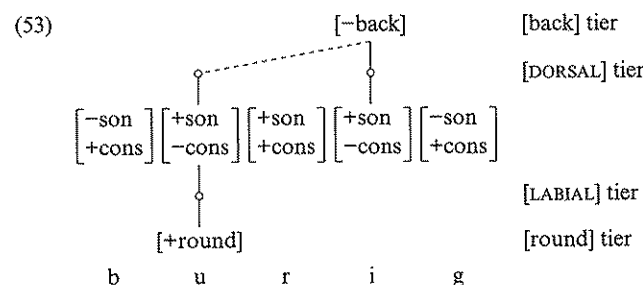 (53) [−back] [back] tier
[DORSAL] tier
[−son +cons] [+son −cons] [+son +cons] [+son −cons] [−son +cons]
[LABIAL] tier
[+round] [round] tier
b u r i g